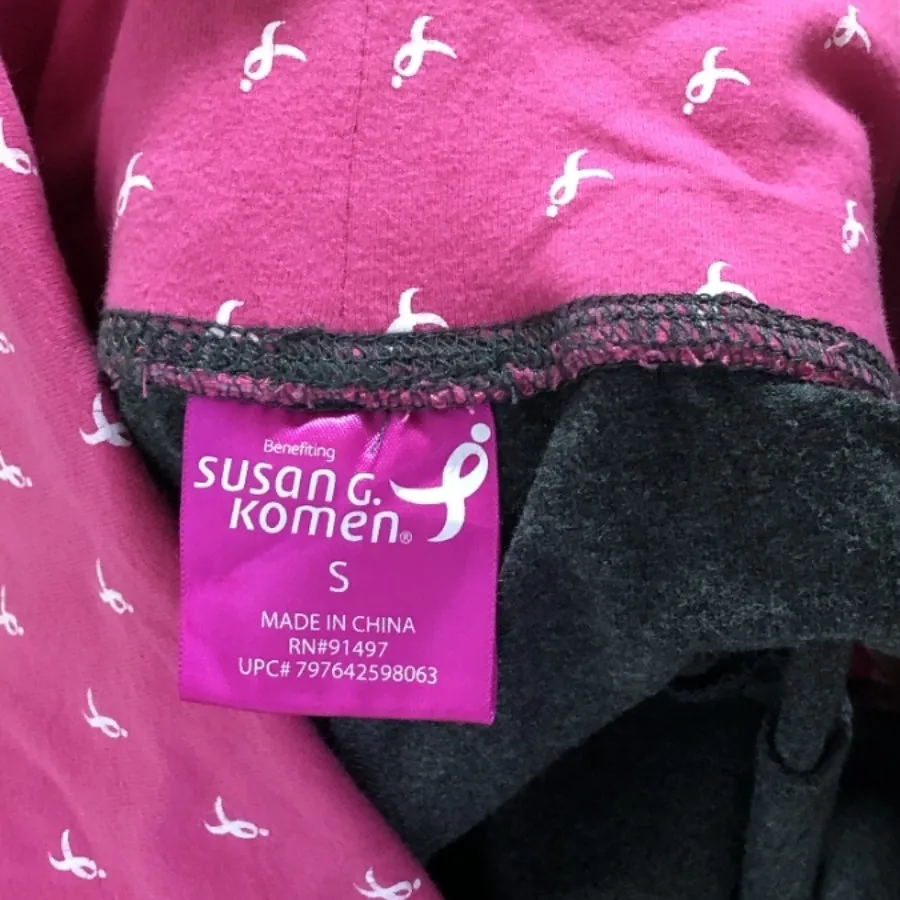 Benefiting
susan G.
Komen®
S
MADE IN CHINA
RN#91497
UPC# 797642598063